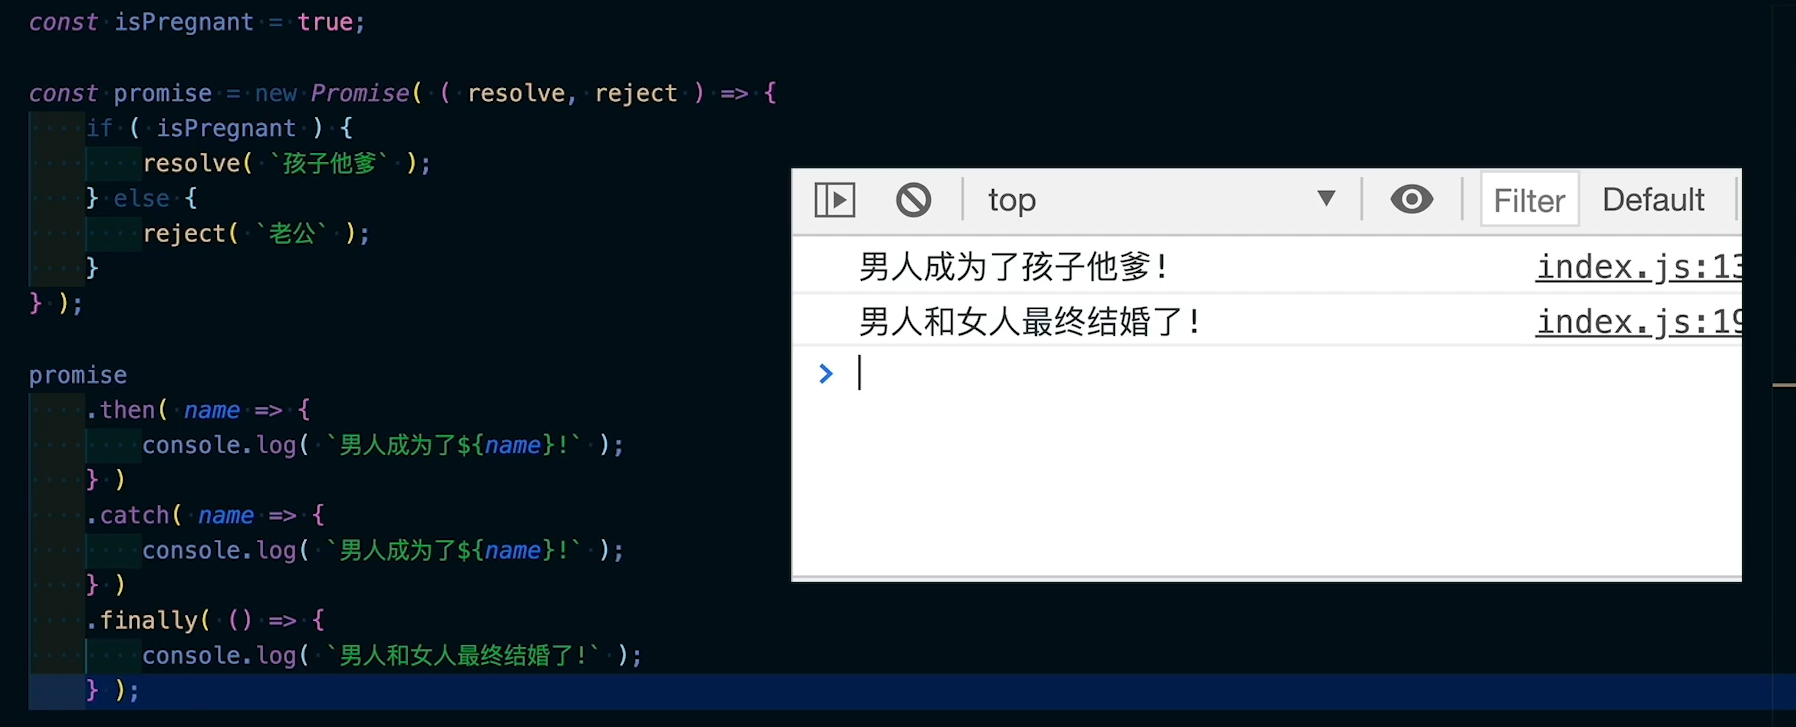 const isPregnant = true;
const promise = new Promise( ( resolve, reject ) => {
if ( isPregnant ) {
resolve( `孩子他爹` );
} else {
reject( `老公` );
}
} );
promise
.then( name => {
console.log( `男人成为了${name}!` );
} )
.catch( name => {
console.log( `男人成为了${name}!` );
} )
.finally( () => {
console.log( `男人和女人最终结婚了!` );
} );
top ▼ Filter Default
男人成为了孩子他爹! index.js:13
男人和女人最终结婚了! index.js:19
>